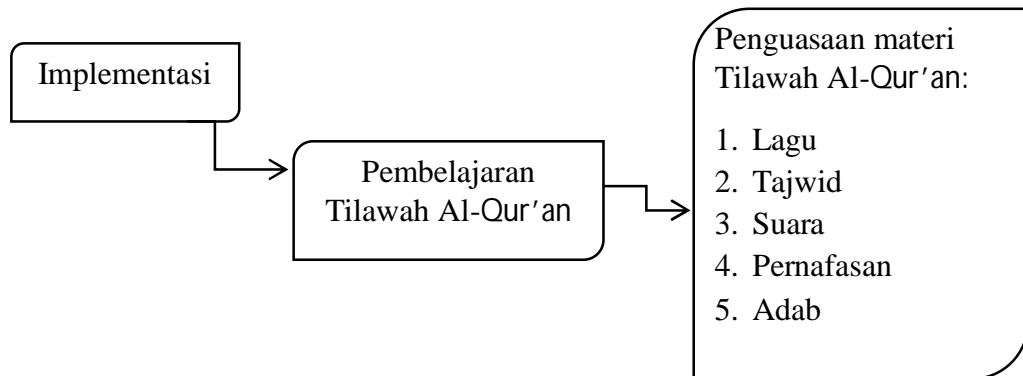 Implementasi
Pembelajaran
Tilawah Al-Qur’an
Penguasaan materi
Tilawah Al-Qur’an:
1. Lagu
2. Tajwid
3. Suara
4. Pernafasan
5. Adab